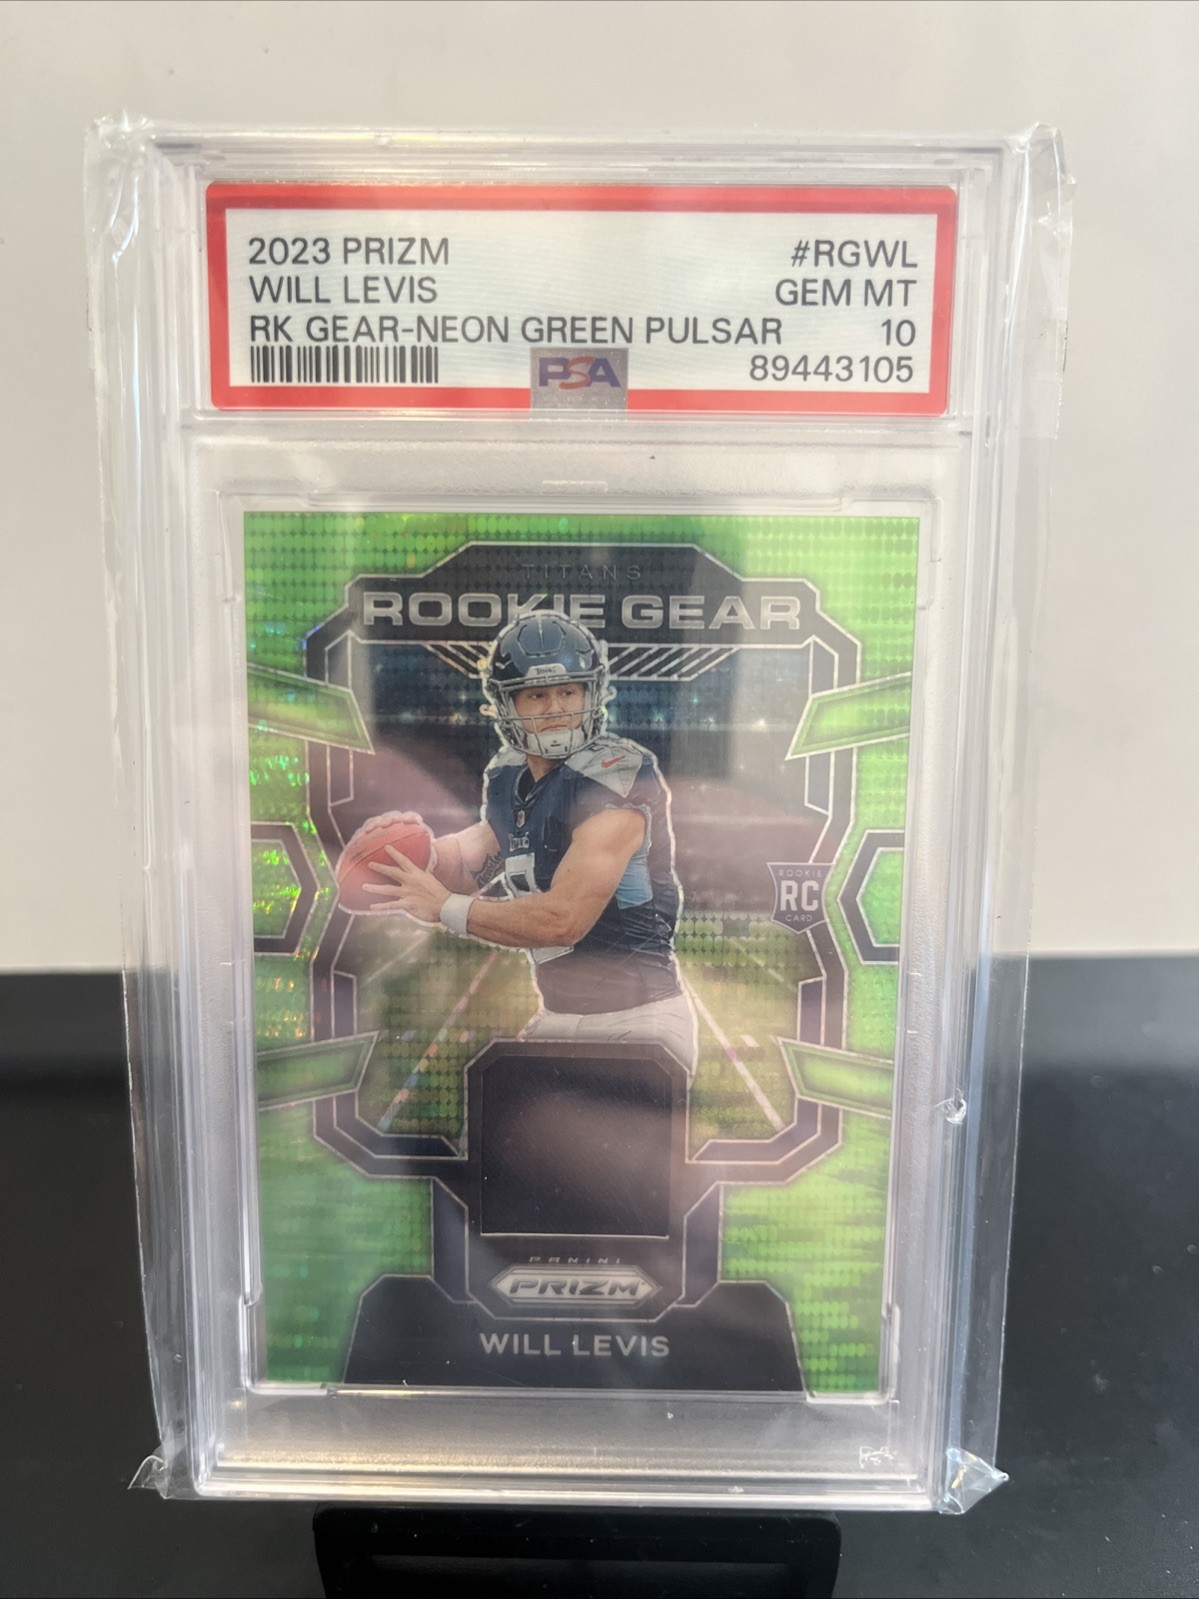 2023 PRIZM #RGWL
WILL LEVIS GEM MT
RK GEAR-NEON GREEN PULSAR 10
PSA 89443105
TITANS
ROOKIE GEAR
TITANS
ROOKIE
RC
CARD
PANINI
PRIZM
WILL LEVIS